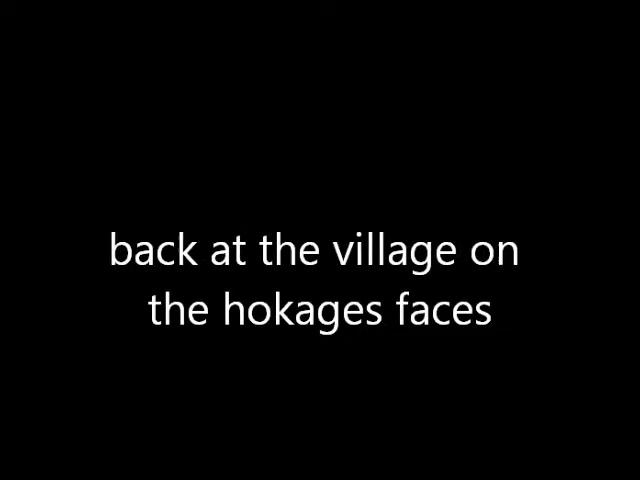 back at the village on
the hokages faces